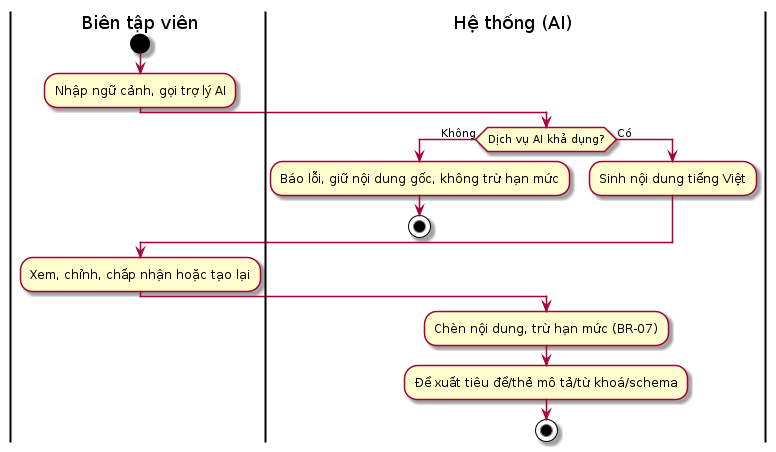 Biên tập viên
Hệ thống (AI)
Nhập ngữ cảnh, gọi trợ lý AI
Dịch vụ AI khả dụng?
Không
Có
Báo lỗi, giữ nội dung gốc, không trừ hạn mức
Sinh nội dung tiếng Việt
Xem, chỉnh, chấp nhận hoặc tạo lại
Chèn nội dung, trừ hạn mức (BR-07)
Đề xuất tiêu đề/thẻ mô tả/từ khoá/schema